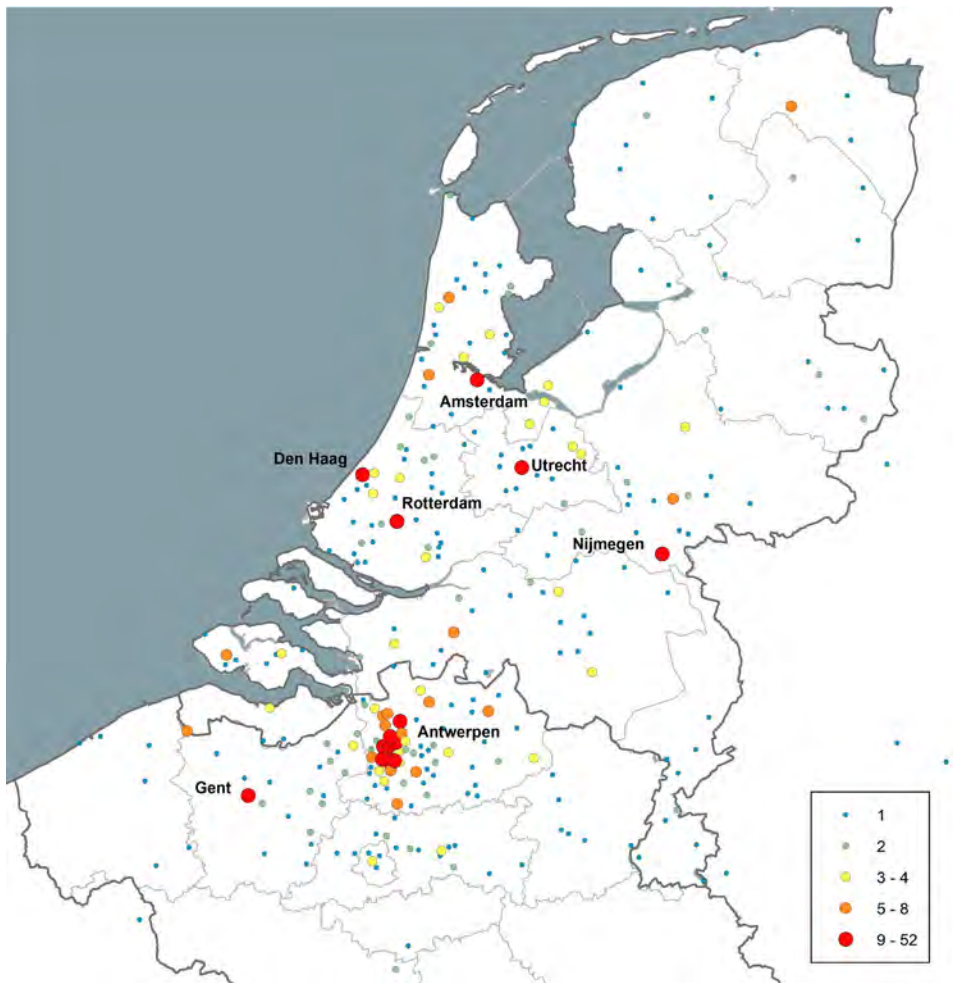 Amsterdam
Den Haag
Utrecht
Rotterdam
Nijmegen
Antwerpen
Gent
1
2
3 - 4
5 - 8
9 - 52